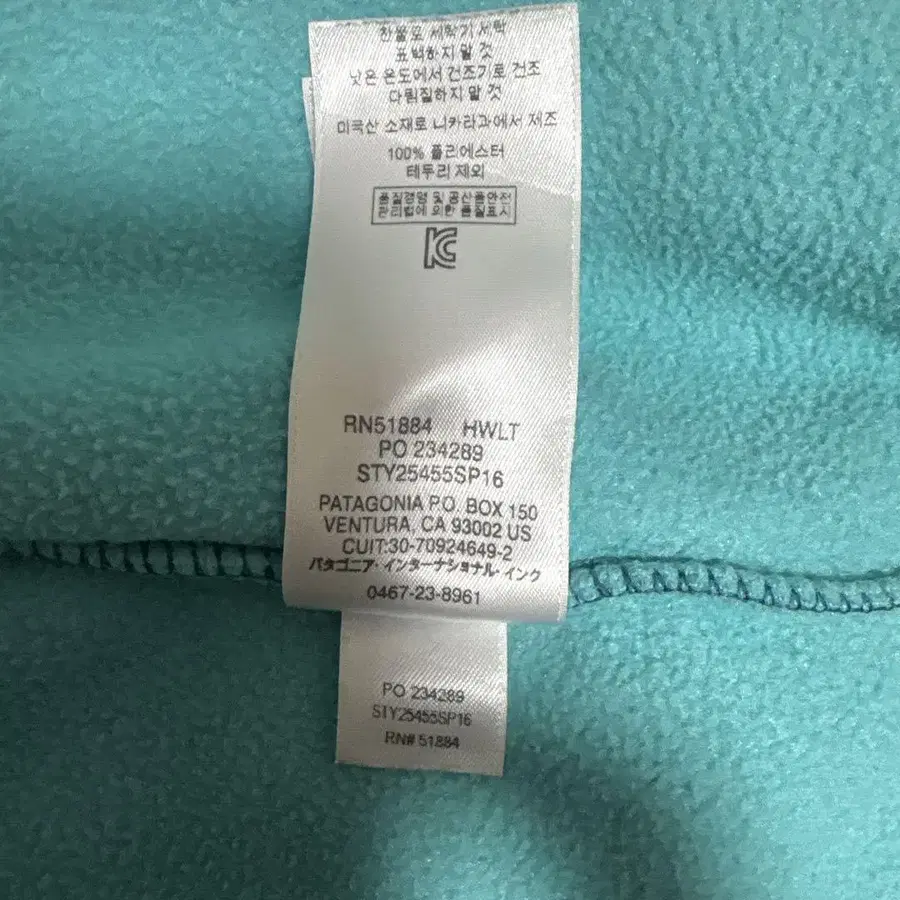 찬물로 세탁기 세탁
표백하지 말 것
낮은 온도에서 건조기로 건조
다림질하지 말 것
미국산 소재로 니카라과에서 제조
100% 폴리에스터
테두리 제외
품질경영 및 공산품안전
관리법에 의한 품질표시
KC
RN51884 HWLT
PO 234289
STY25455SP16
PATAGONIA P.O. BOX 150
VENTURA, CA 93002 US
CUIT:30-70924649-2
パタゴニア・インターナショナル・インク
0467-23-8961
PO 234289
STY25455SP16
RN# 51884